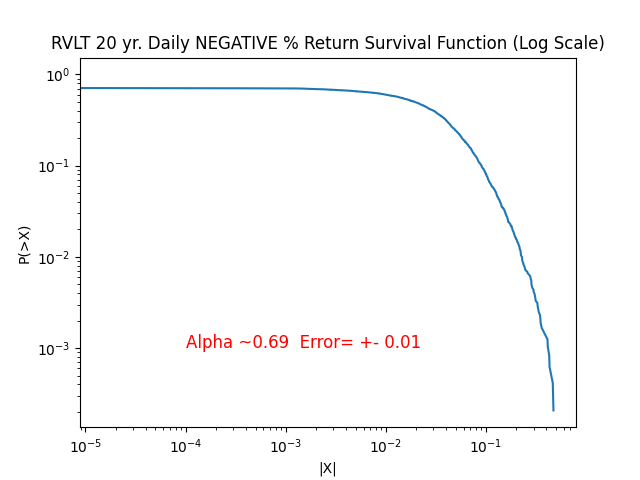 RVLT 20 yr. Daily NEGATIVE % Return Survival Function (Log Scale)
10⁰
10⁻¹
10⁻²
10⁻³
P(>X)
Alpha ~0.69  Error= +- 0.01
10⁻⁵ 10⁻⁴ 10⁻³ 10⁻² 10⁻¹
|X|